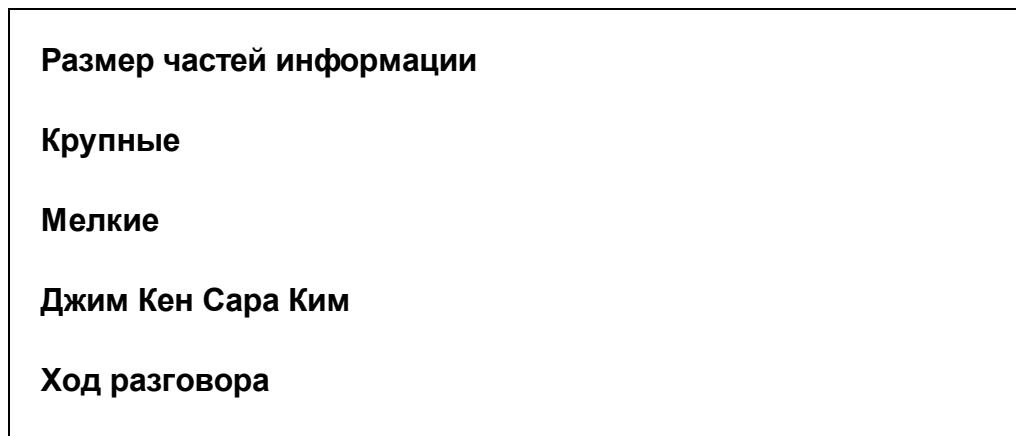 Размер частей информации
Крупные
Мелкие
Джим Кен Сара Ким
Ход разговора